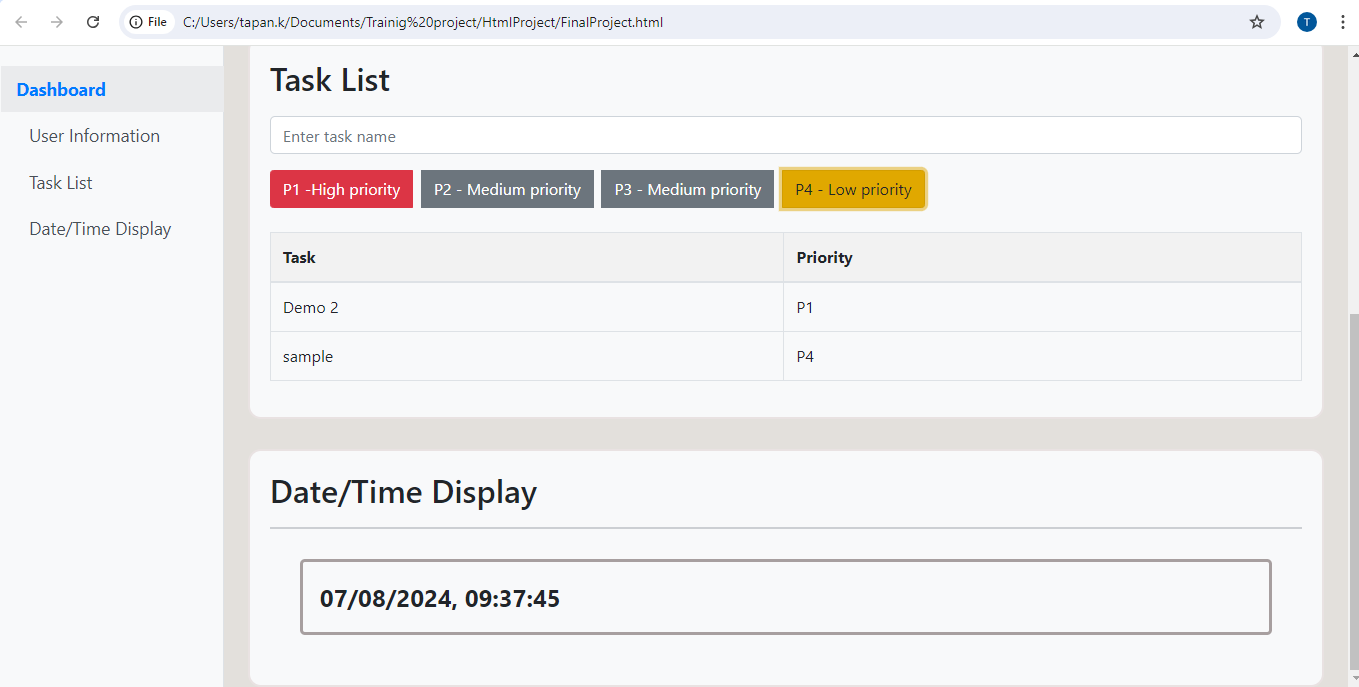 File C:/Users/tapan.k/Documents/Trainig%20project/HtmlProject/FinalProject.html T
Dashboard
User Information
Task List
Date/Time Display
Task List
Enter task name
P1 -High priority P2 - Medium priority P3 - Medium priority P4 - Low priority
Task Priority
Demo 2 P1
sample P4
Date/Time Display
07/08/2024, 09:37:45